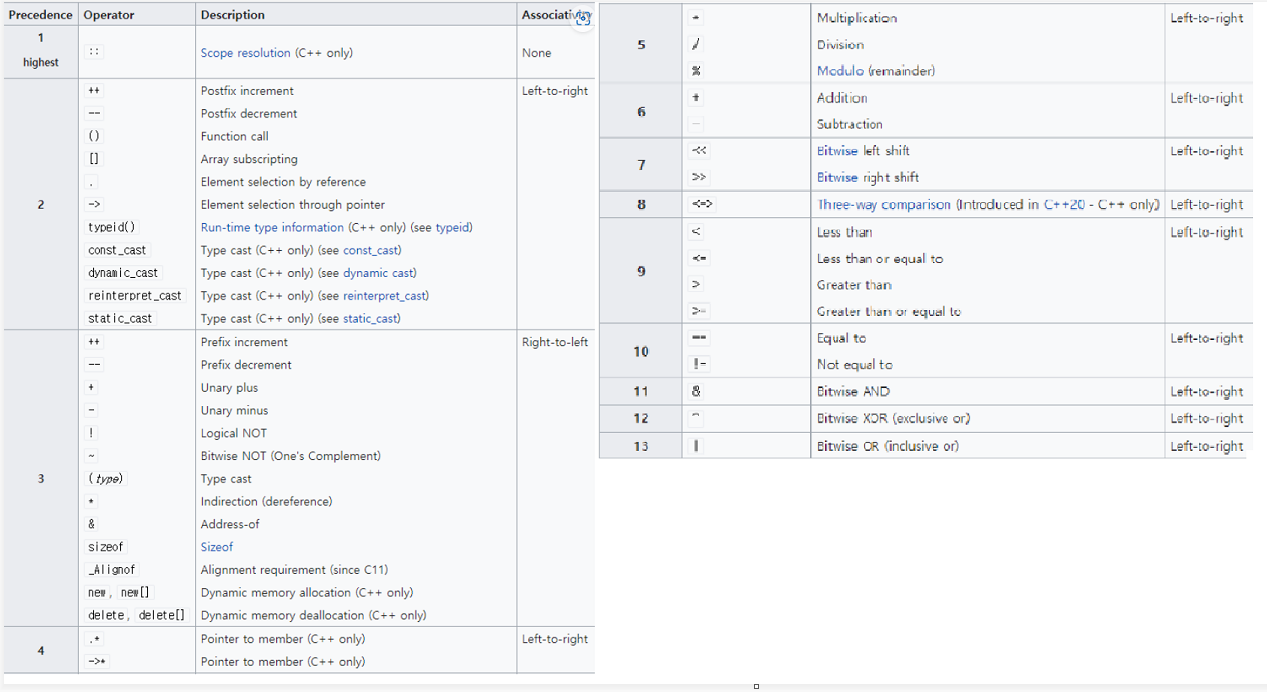 Precedence Operator Description Associativity
1
highest
:: Scope resolution (C++ only) None
2
++ Postfix increment Left-to-right
-- Postfix decrement
() Function call
[] Array subscripting
. Element selection by reference
-> Element selection through pointer
typeid() Run-time type information (C++ only) (see typeid)
const_cast Type cast (C++ only) (see const_cast)
dynamic_cast Type cast (C++ only) (see dynamic cast)
reinterpret_cast Type cast (C++ only) (see reinterpret_cast)
static_cast Type cast (C++ only) (see static_cast)
3
++ Prefix increment Right-to-left
-- Prefix decrement
+ Unary plus
- Unary minus
! Logical NOT
~ Bitwise NOT (One's Complement)
(type) Type cast
* Indirection (dereference)
& Address-of
sizeof Sizeof
_Alignof Alignment requirement (since C11)
new, new[] Dynamic memory allocation (C++ only)
delete, delete[] Dynamic memory deallocation (C++ only)
4
.* Pointer to member (C++ only) Left-to-right
->* Pointer to member (C++ only)
5
* Multiplication Left-to-right
/ Division
% Modulo (remainder)
6
+ Addition Left-to-right
- Subtraction
7
<< Bitwise left shift Left-to-right
>> Bitwise right shift
8 <=> Three-way comparison (Introduced in C++20 - C++ only) Left-to-right
9
< Less than Left-to-right
<= Less than or equal to
> Greater than
>= Greater than or equal to
10
== Equal to Left-to-right
!= Not equal to
11 & Bitwise AND Left-to-right
12 ^ Bitwise XOR (exclusive or) Left-to-right
13 | Bitwise OR (inclusive or) Left-to-right